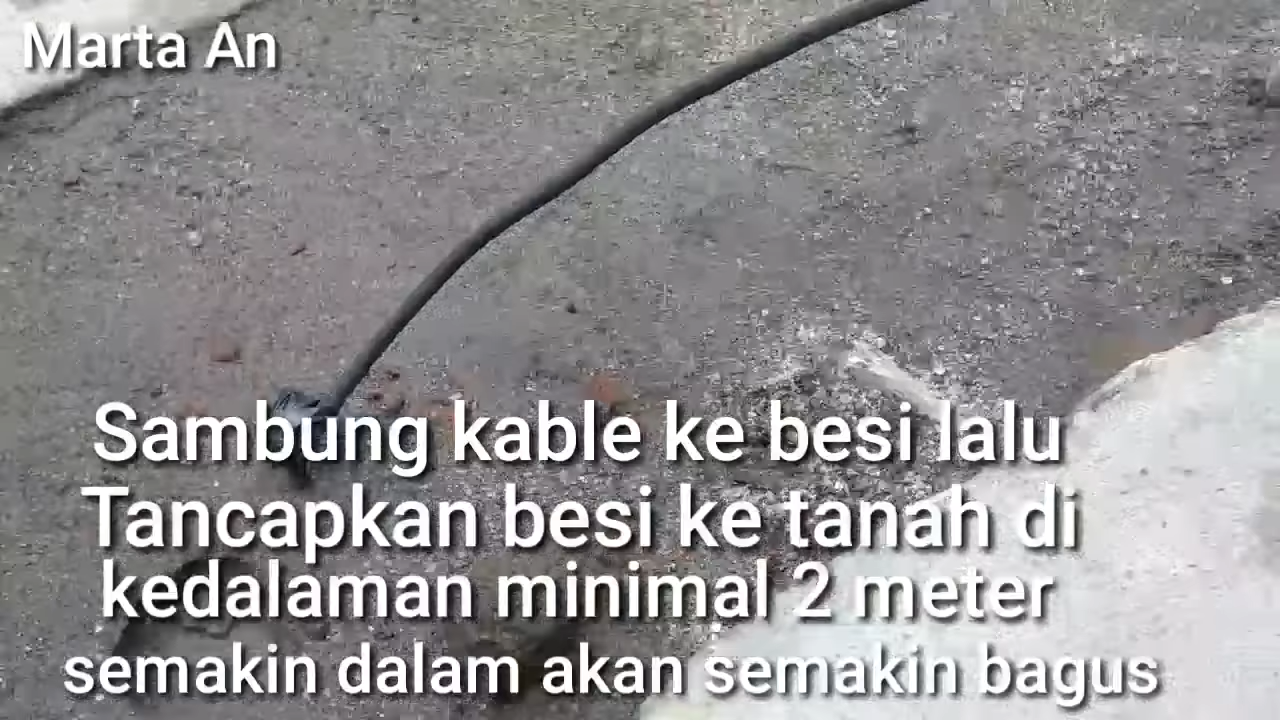 Marta An
Sambung kable ke besi lalu
Tancapkan besi ke tanah di
kedalaman minimal 2 meter
semakin dalam akan semakin bagus